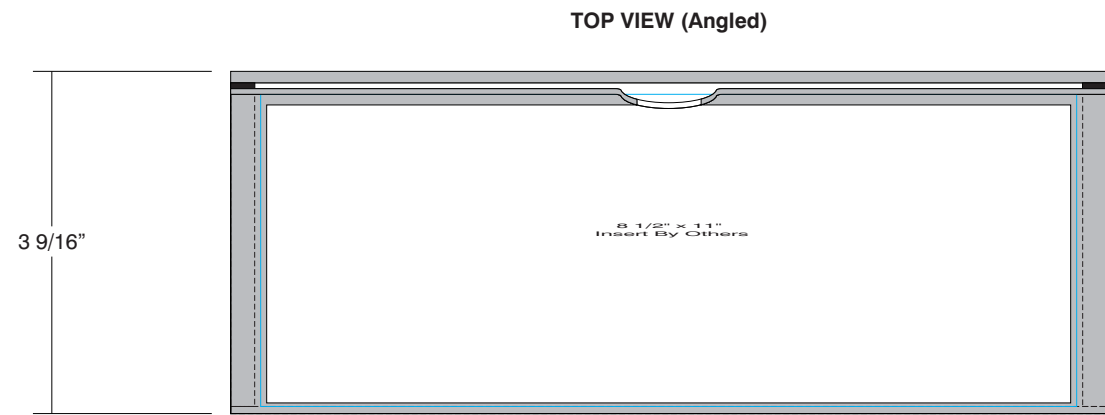 TOP VIEW (Angled)
3 9/16”
8 1/2" x 11"
Insert By Others